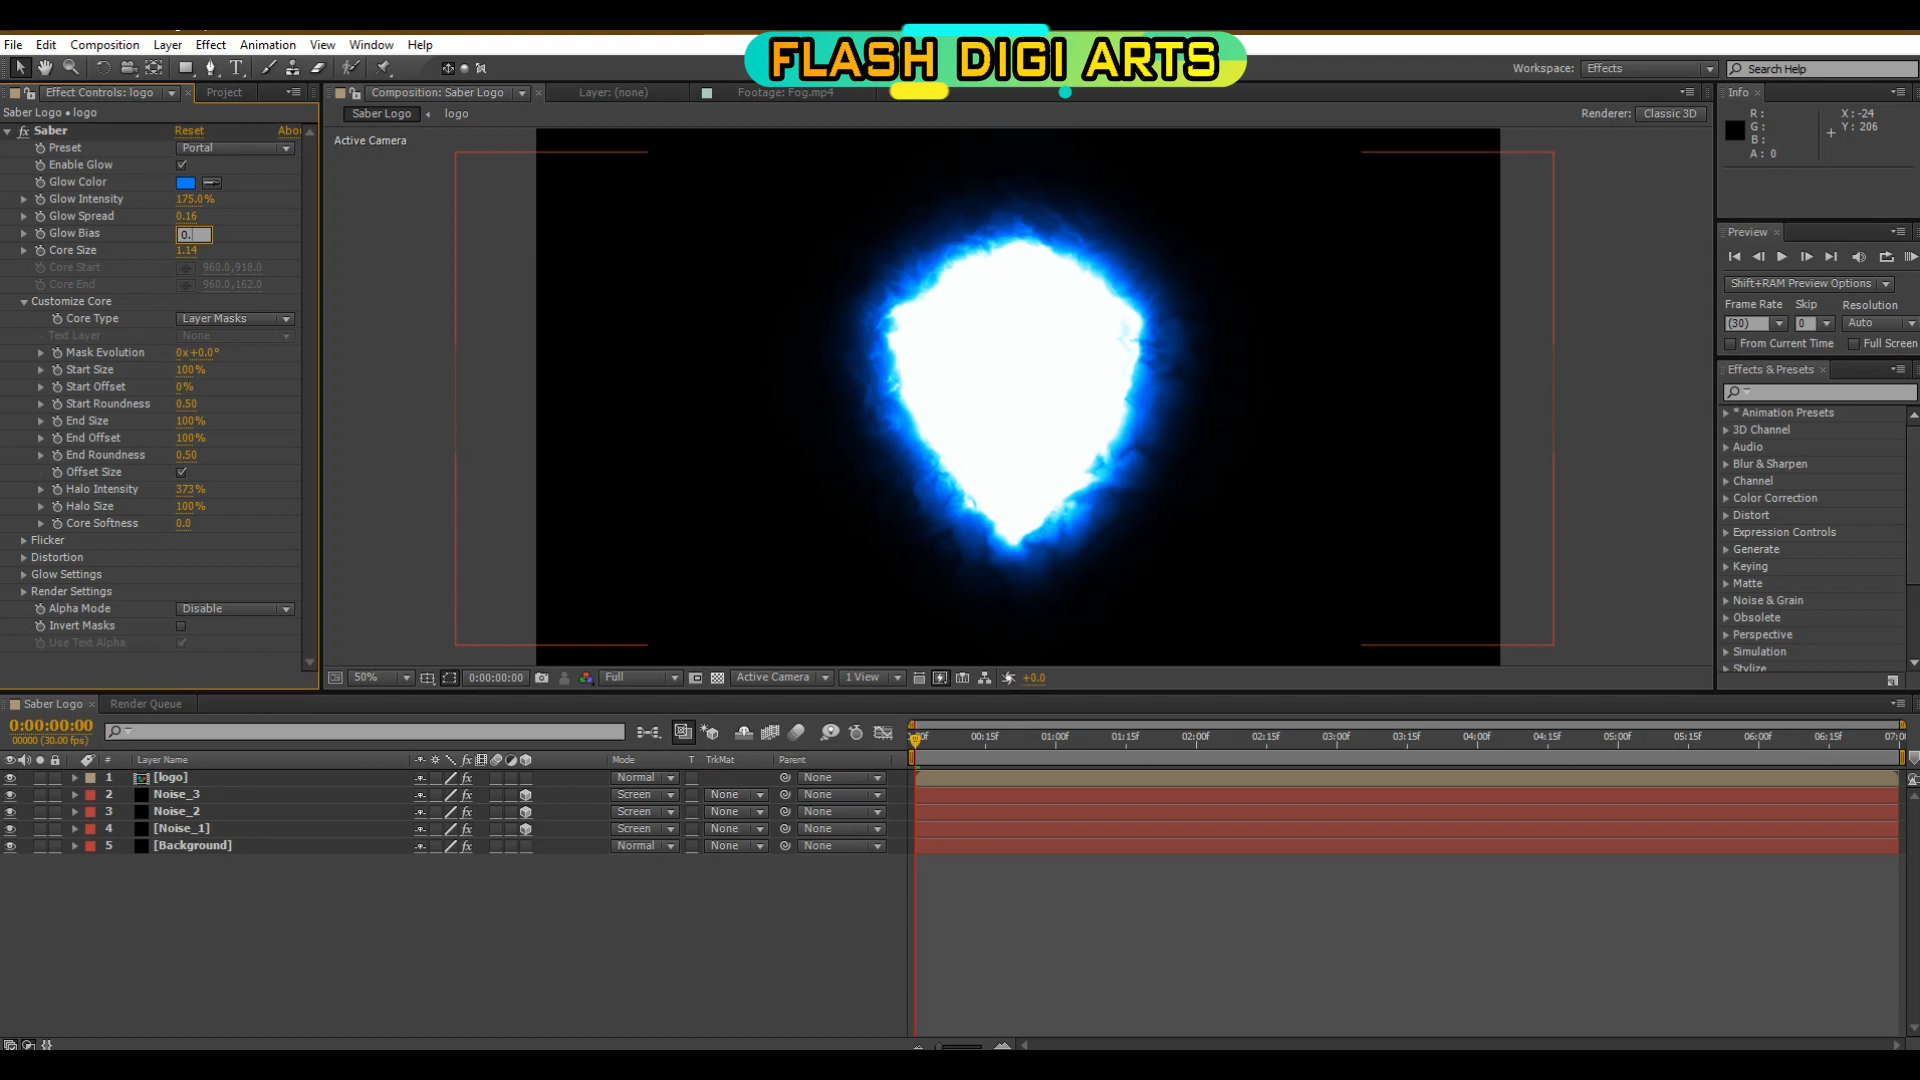 FLASH DIGI ARTS
File Edit Composition Layer Effect Animation View Window Help
Workspace: Effects Search Help
Effect Controls: logo Project
Composition: Saber Logo Layer: (none) Footage: Fog.mp4
Info
Saber Logo • logo
Saber Logo logo
Renderer: Classic 3D
R: X: -24
G: Y: 206
B:
A: 0
Saber Reset Abou
Active Camera
Preset Portal
Enable Glow
Glow Color
Glow Intensity 175.0%
Glow Spread 0.16
Glow Bias 0.
Core Size 1.14
Core Start 960.0,918.0
Core End 960.0,162.0
Customize Core
Core Type Layer Masks
Text Layer None
Mask Evolution 0x+0.0°
Start Size 100%
Start Offset 0%
Start Roundness 0.50
End Size 100%
End Offset 100%
End Roundness 0.50
Offset Size
Halo Intensity 373%
Halo Size 100%
Core Softness 0.0
Flicker
Distortion
Glow Settings
Render Settings
Alpha Mode Disable
Invert Masks
Use Text Alpha
Preview
Shift+RAM Preview Options
Frame Rate Skip Resolution
(30) 0 Auto
From Current Time Full Screen
Effects & Presets
* Animation Presets
3D Channel
Audio
Blur & Sharpen
Channel
Color Correction
Distort
Expression Controls
Generate
Keying
Matte
Noise & Grain
Obsolete
Perspective
Simulation
Stylize
50% 0:00:00:00 Full Active Camera 1 View +0.0
Saber Logo Render Queue
0:00:00:00
00000 (30.00 fps)
00:15f 01:00f 01:15f 02:00f 02:15f 03:00f 03:15f 04:00f 04:15f 05:00f 05:15f 06:00f 06:15f 07:0
# Layer Name fx Mode T TrkMat Parent
1 [logo] fx Normal None
2 Noise_3 fx Screen None None
3 Noise_2 fx Screen None None
4 [Noise_1] fx Screen None None
5 [Background] fx Normal None None